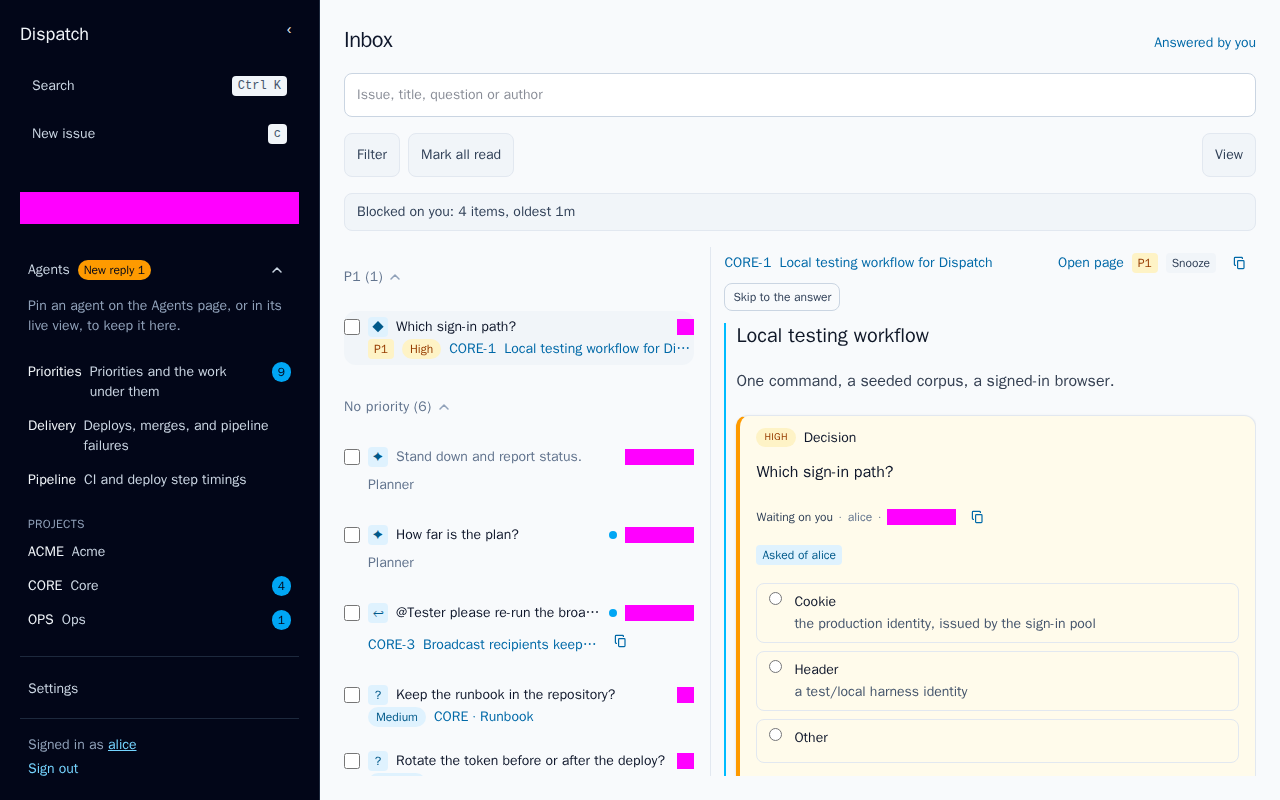 Dispatch
Search
Ctrl K
New issue
C
Agents
New reply 1
Pin an agent on the Agents page, or in its
live view, to keep it here.
Priorities Priorities and the work
under them
9
Delivery Deploys, merges, and pipeline
failures
Pipeline CI and deploy step timings
PROJECTS
ACME Acme
CORE Core
4
OPS Ops
1
Settings
Signed in as alice
Sign out
Inbox
Answered by you
Issue, title, question or author
Filter
Mark all read
View
Blocked on you: 4 items, oldest 1m
P1 (1)
Which sign-in path?
P1 High CORE-1 Local testing workflow for Di…
No priority (6)
Stand down and report status.
Planner
How far is the plan?
Planner
@Tester please re-run the broa…
CORE-3 Broadcast recipients keep…
? Keep the runbook in the repository?
Medium CORE · Runbook
? Rotate the token before or after the deploy?
CORE-1 Local testing workflow for Dispatch
Open page P1 Snooze
Skip to the answer
Local testing workflow
One command, a seeded corpus, a signed-in browser.
HIGH Decision
Which sign-in path?
Waiting on you · alice ·
Asked of alice
Cookie
the production identity, issued by the sign-in pool
Header
a test/local harness identity
Other